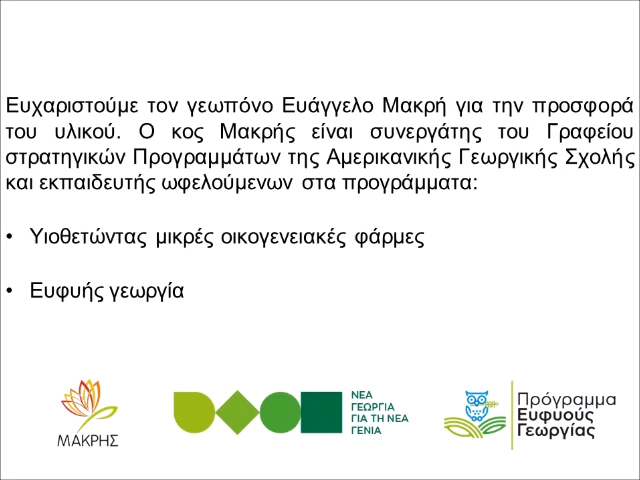 Ευχαριστούμε τον γεωπόνο Ευάγγελο Μακρή για την προσφορά
του υλικού. Ο κος Μακρής είναι συνεργάτης του Γραφείου
στρατηγικών Προγραμμάτων της Αμερικανικής Γεωργικής Σχολής
και εκπαιδευτής ωφελούμενων στα προγράμματα:
• Υιοθετώντας μικρές οικογενειακές φάρμες
• Ευφυής γεωργία
ΜΑΚΡΗΣ
ΝΕΑ
ΓΕΩΡΓΙΑ
ΓΙΑ ΤΗ ΝΕΑ
ΓΕΝΙΑ
Πρόγραμμα
Ευφυούς
Γεωργίας